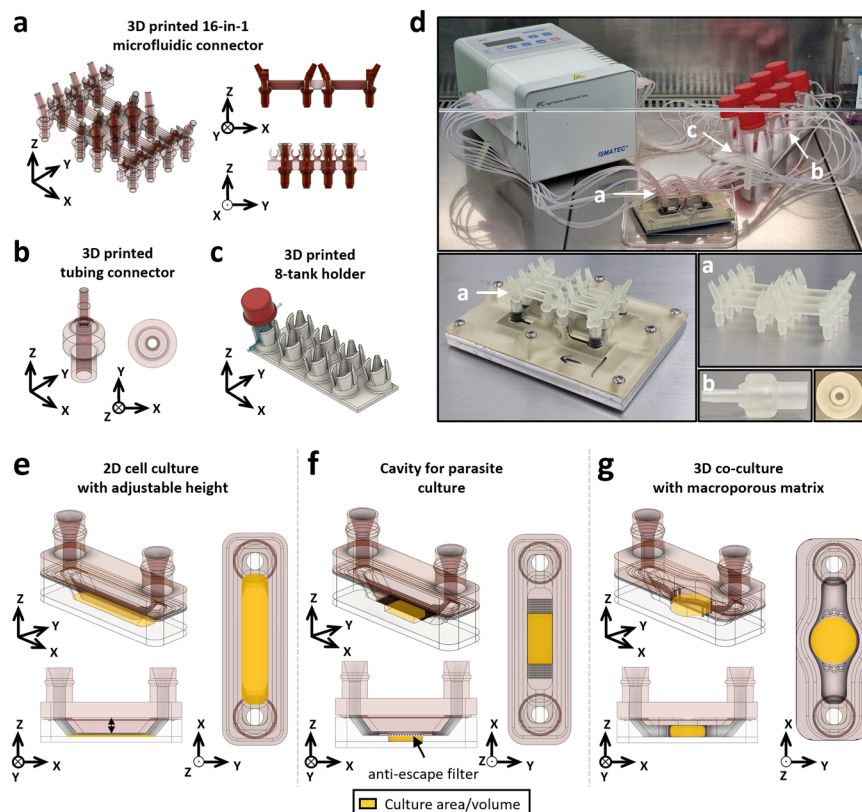 a
3D printed 16-in-1
microfluidic connector
Z
Y
X
Z
Y
X
Z
X
Y
b
3D printed
tubing connector
Z
Y
X
Y
Z
X
c
3D printed
8-tank holder
Z
Y
X
d
IPC
ISMATEC®
a
c
b
a
a
b
e
2D cell culture
with adjustable height
Z
Y
X
Z
Y
X
X
Z
Y
f
Cavity for parasite
culture
Z
Y
X
Z
Y
X
X
Z
Y
anti-escape filter
g
3D co-culture
with macroporous matrix
Z
Y
X
Z
Y
X
X
Z
Y
Culture area/volume